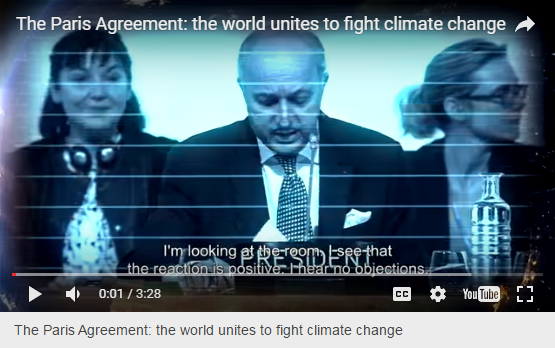 The Paris Agreement: the world unites to fight climate change
I'm looking at the room, I see that
the reaction is positive. I hear no objections.
PRESIDENT
0:01 / 3:28
CC
YouTube
The Paris Agreement: the world unites to fight climate change